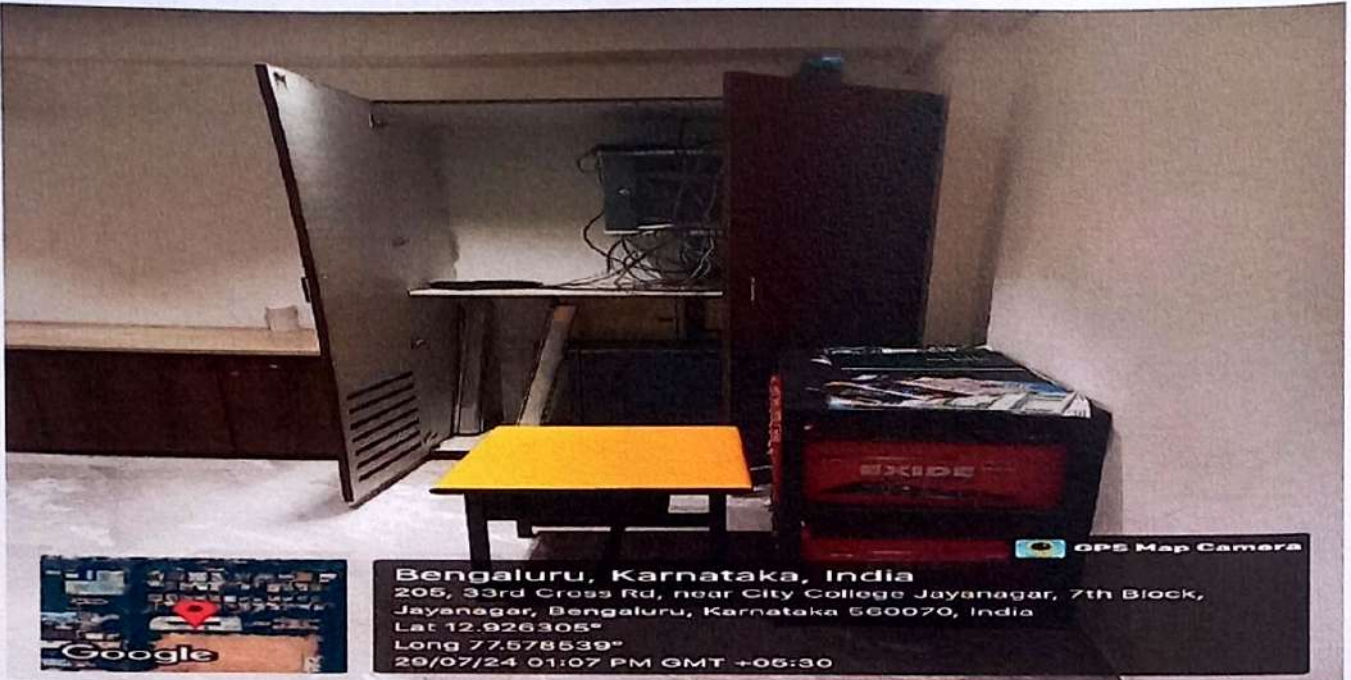 EXIDE
GPS Map Camera
Bengaluru, Karnataka, India
205, 33rd Cross Rd, near City College Jayanagar, 7th Block,
Jayanagar, Bengaluru, Karnataka 560070, India
Lat 12.926305°
Long 77.578539°
29/07/24 01:07 PM GMT +05:30
Google